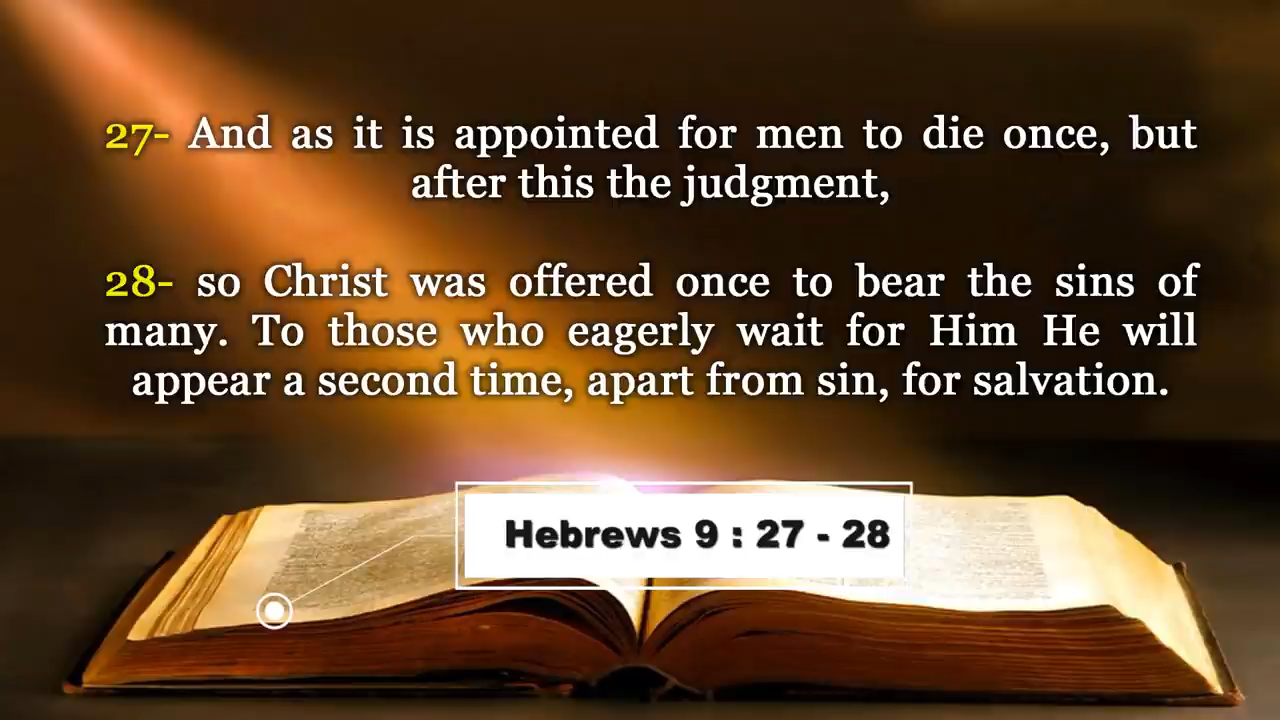 27- And as it is appointed for men to die once, but
after this the judgment,
28- so Christ was offered once to bear the sins of
many. To those who eagerly wait for Him He will
appear a second time, apart from sin, for salvation.
Hebrews 9 : 27 - 28